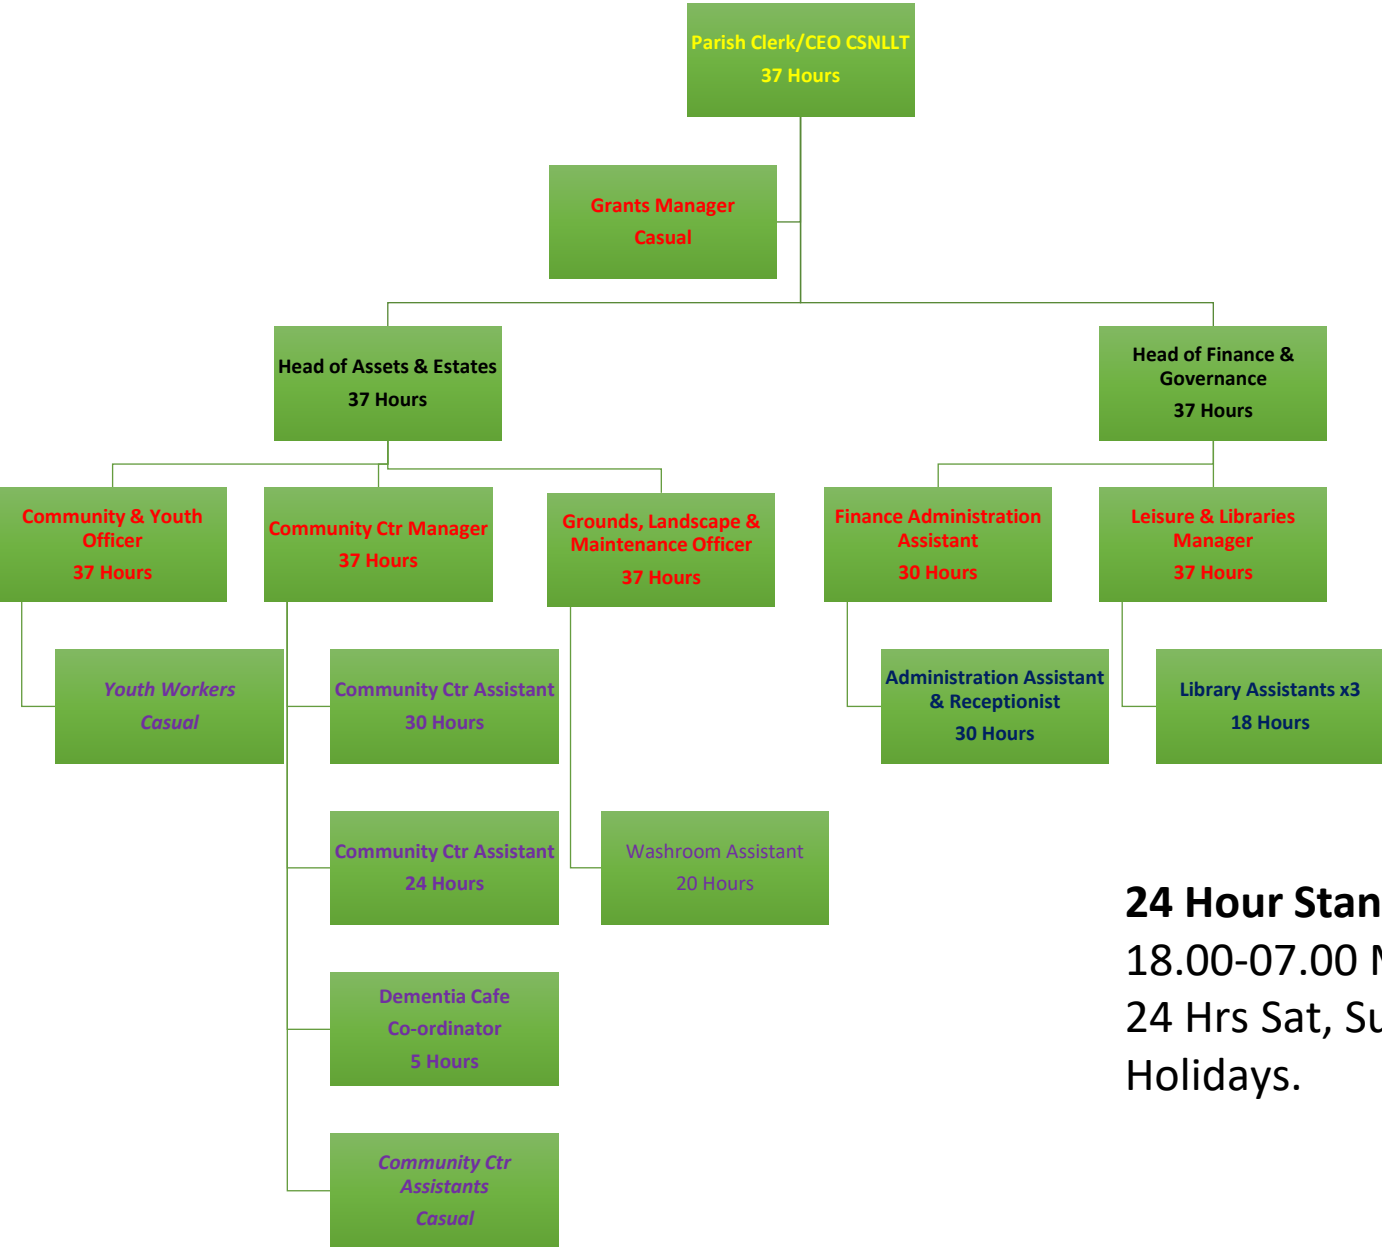 Parish Clerk/CEO CSNLLT
37 Hours
Grants Manager
Casual
Head of Assets & Estates
37 Hours
Head of Finance &
Governance
37 Hours
Community & Youth
Officer
37 Hours
Community Ctr Manager
37 Hours
Grounds, Landscape &
Maintenance Officer
37 Hours
Finance Administration
Assistant
30 Hours
Leisure & Libraries
Manager
37 Hours
Youth Workers
Casual
Community Ctr Assistant
30 Hours
Administration Assistant
& Receptionist
30 Hours
Library Assistants x3
18 Hours
Community Ctr Assistant
24 Hours
Washroom Assistant
20 Hours
Dementia Cafe
Co-ordinator
5 Hours
Community Ctr
Assistants
Casual
24 Hour
18.00-07.00
24 Hrs Sat,
Holidays.